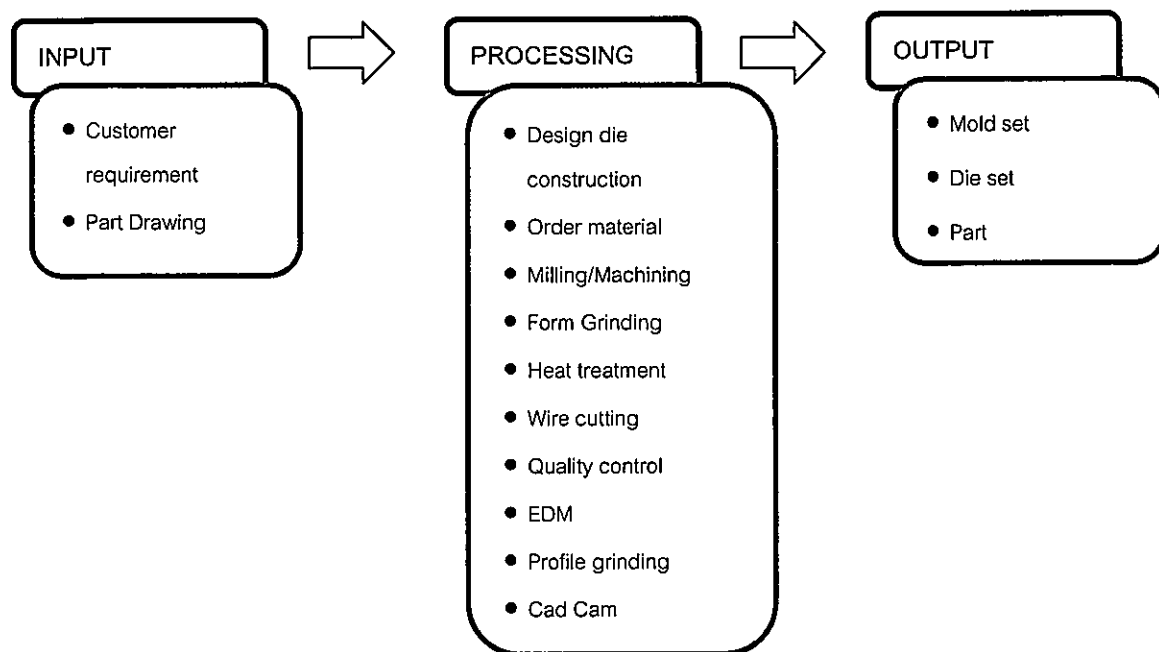 INPUT
● Customer
requirement
● Part Drawing
PROCESSING
● Design die
construction
● Order material
● Milling/Machining
● Form Grinding
● Heat treatment
● Wire cutting
● Quality control
● EDM
● Profile grinding
● Cad Cam
OUTPUT
● Mold set
● Die set
● Part